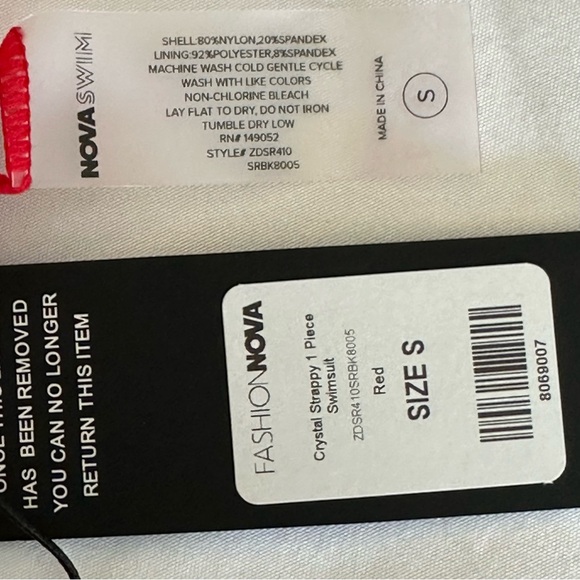 NOVASWIM
SHELL:80%NYLON,20%SPANDEX
LINING:92%POLYESTER,8%SPANDEX
MACHINE WASH COLD GENTLE CYCLE
WASH WITH LIKE COLORS
NON-CHLORINE BLEACH
LAY FLAT TO DRY, DO NOT IRON
TUMBLE DRY LOW
RN# 149052
STYLE# ZDSR410
SRBK8005
MADE IN CHINA
S
HAS BEEN REMOVED
YOU CAN NO LONGER
RETURN THIS ITEM
FASHIONNOVA
Crystal Strappy 1 Piece
Swimsuit
ZDSR410SRBK8005
Red
SIZE S
8069007